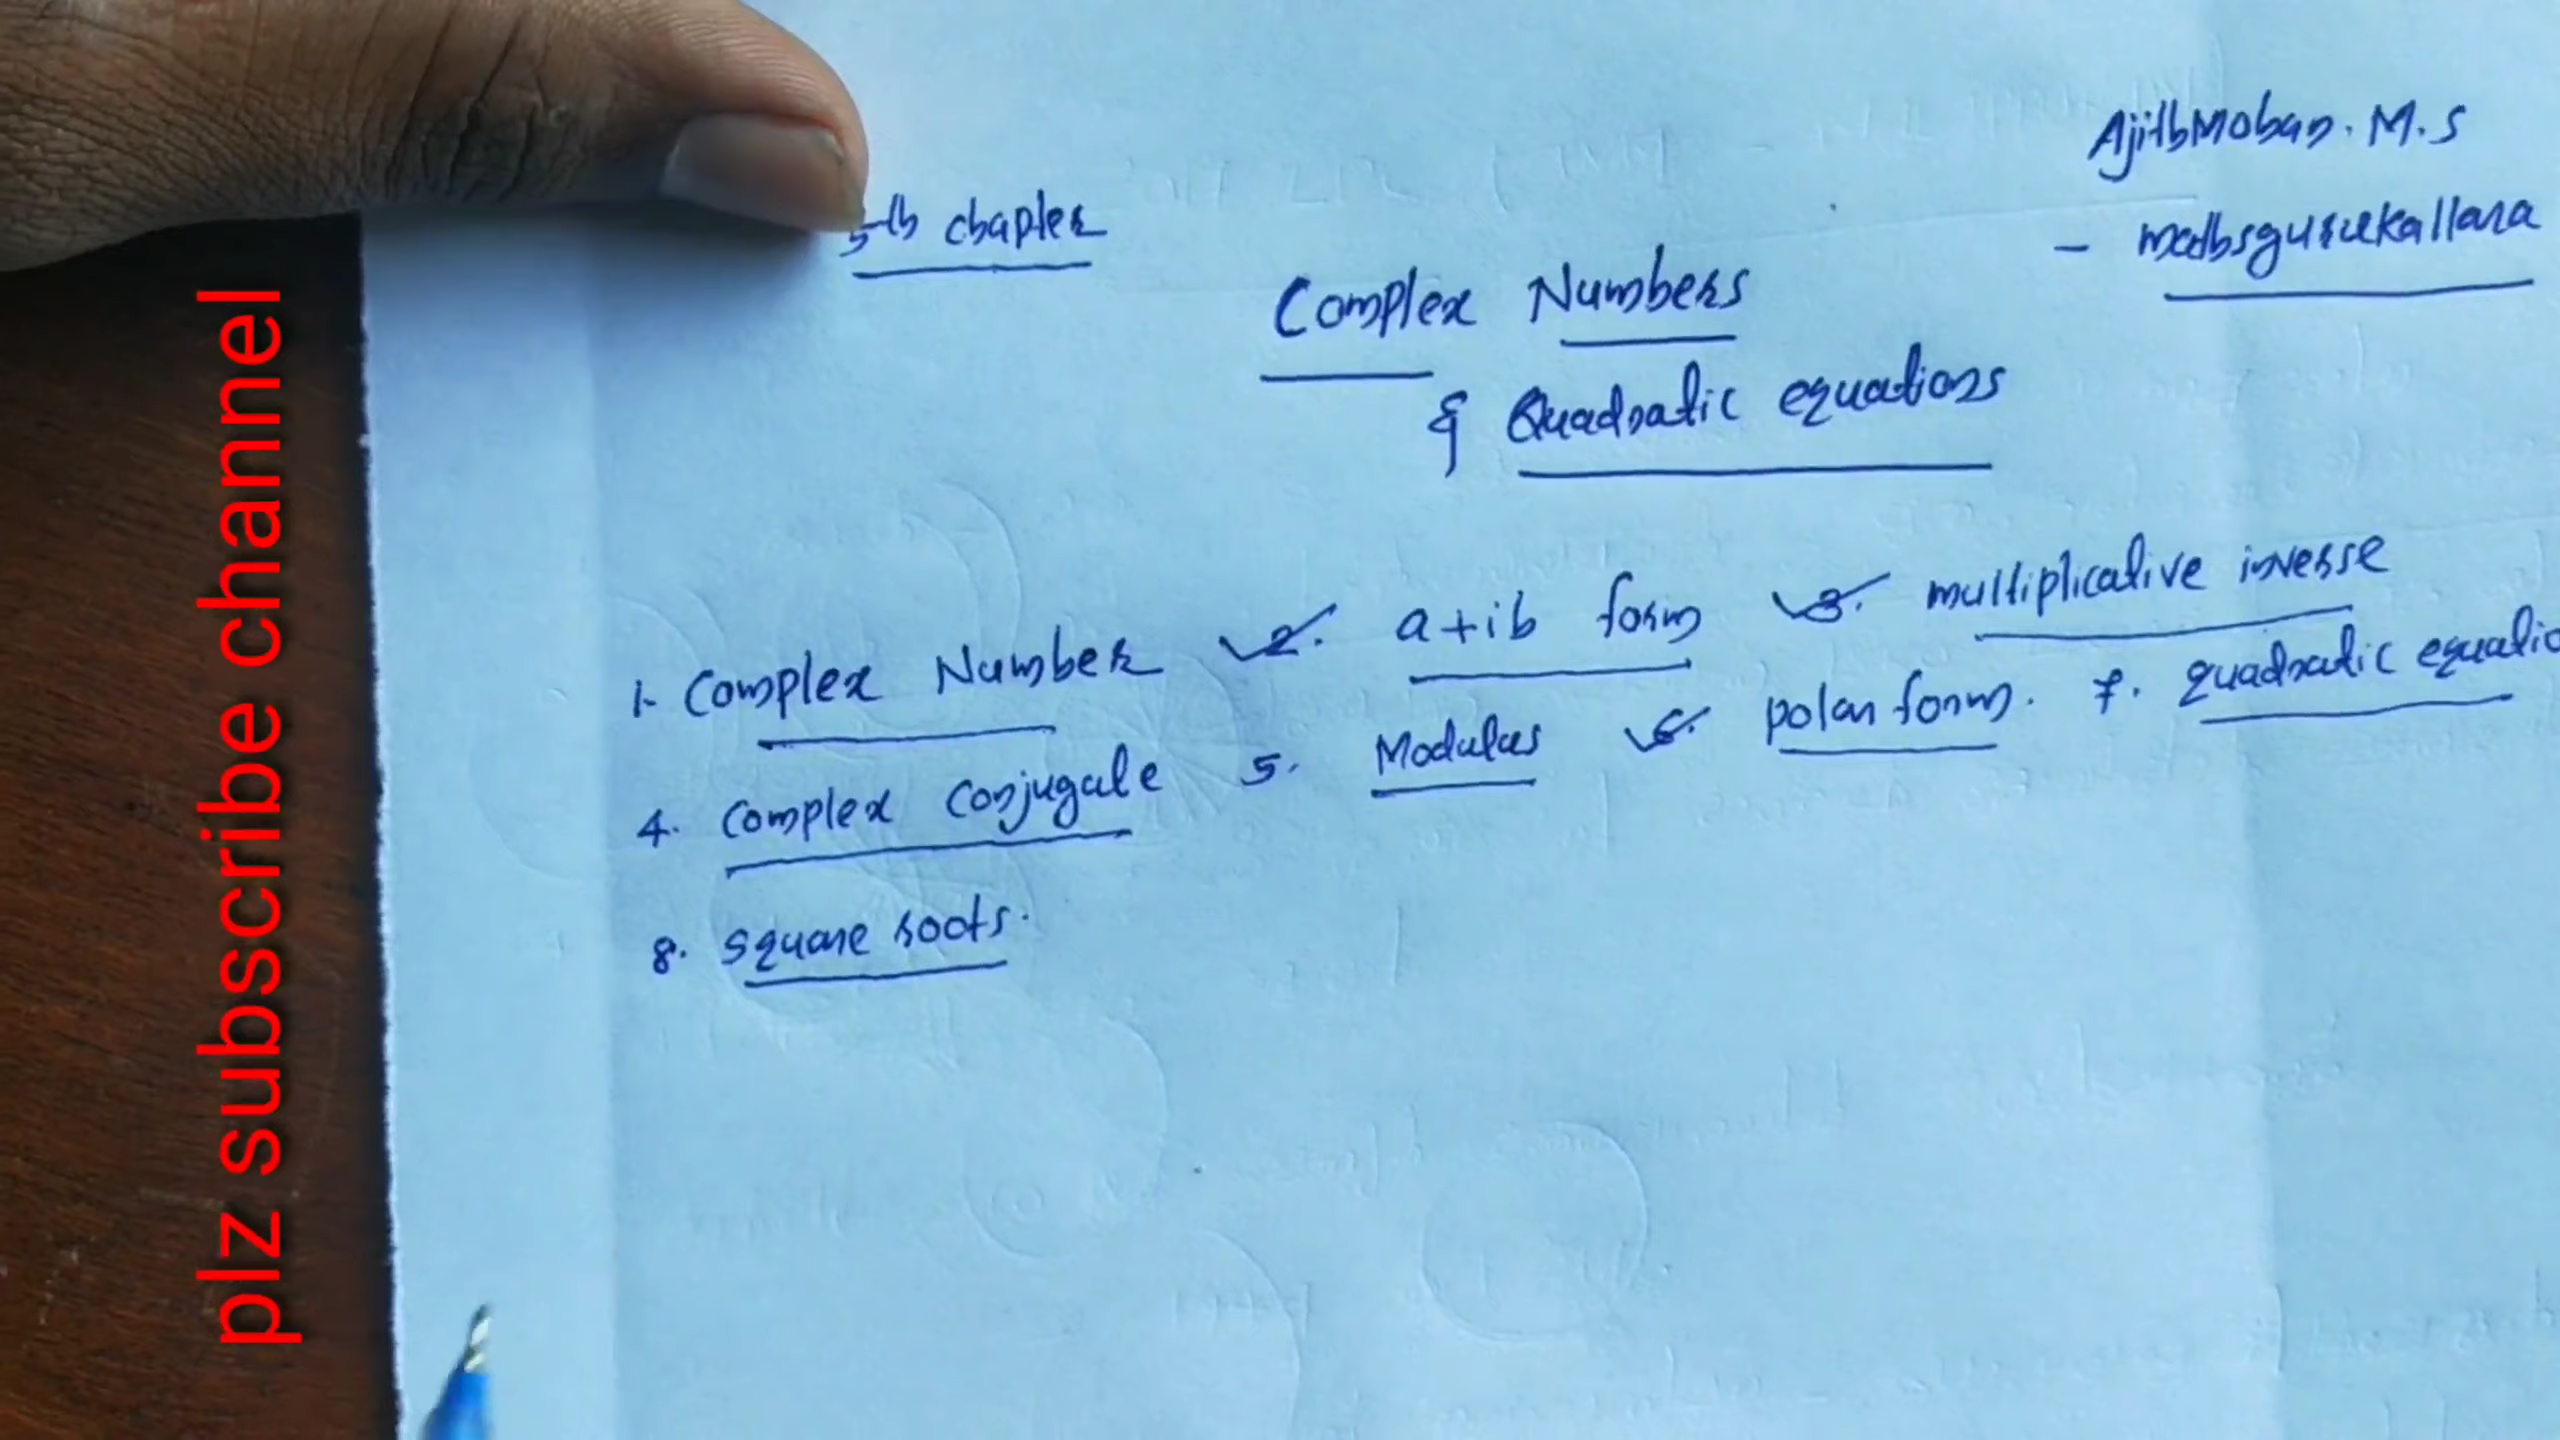 AjithMohan. M.S
5th chapter
- mathsgurukallara
Complex Numbers
& Quadratic equations
1. Complex Number 2. a+ib form 3. multiplicative inverse
4. Complex Conjugate 5. Modulus 6. polar form. 7. quadratic equatio
8. square roots.
plz subscribe channel